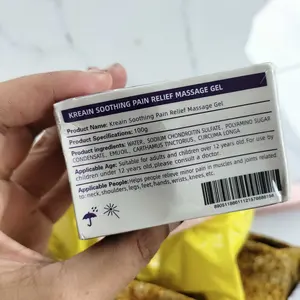 KREAIN SOOTHING PAIN RELIEF MASSAGE GEL
Product Name: Kreain Soothing Pain Relief Massage Gel
Product Specifications: 100g
Product ingredients: WATER, SODIUM CHONDROITIN SULFATE, POLYAMINO SUGAR
CONDENSATE, EMUOIL, CARTHAMUS TINCTORIUS, CURCUMA LONGA
Applicable Age: Suitable for adults and children over 12 years old.For use by
children under 12 years old,please consult a doctor.
Applicable People:Helps people relieve minor pain in muscles and joints related
to:neck,shoulders,legs,feet,hands,wrists,knees,etc.